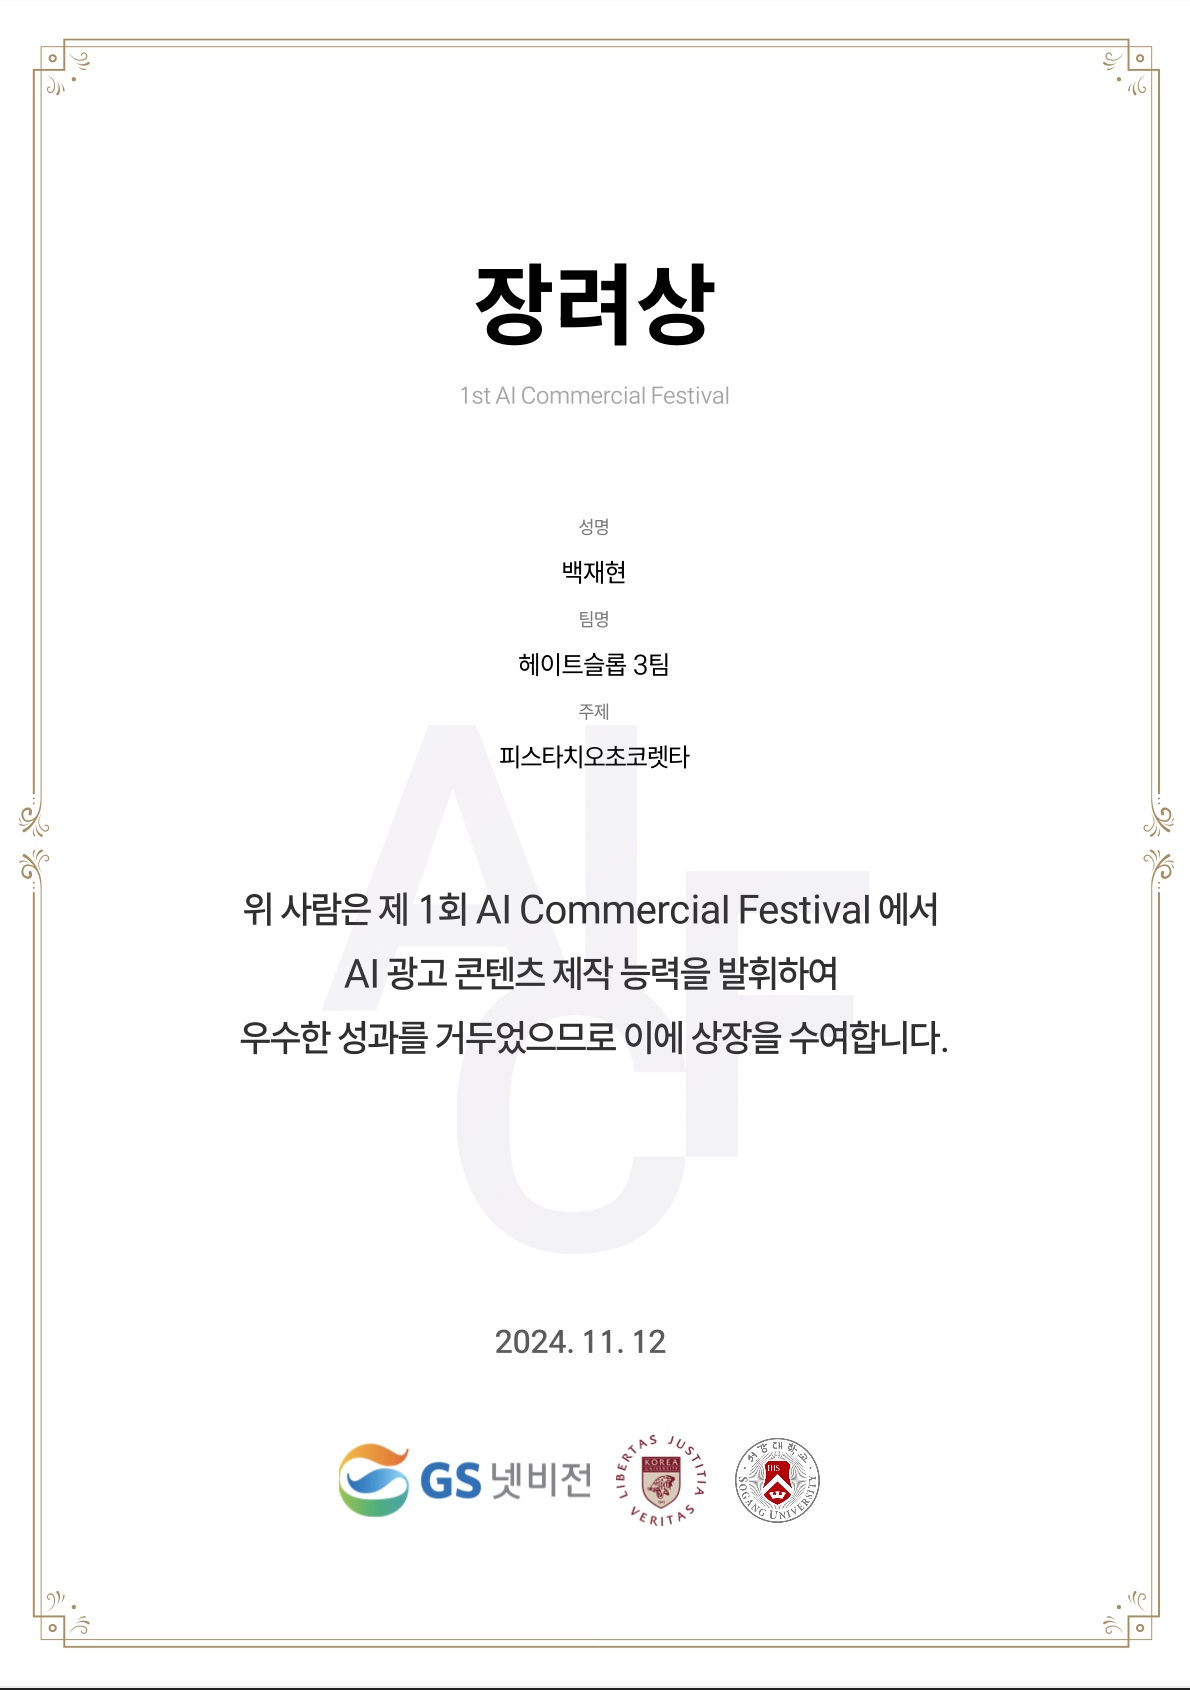 장려상
1st AI Commercial Festival
성명
백재현
팀명
헤이트슬롭 3팀
주제
피스타치오초코렛타
위 사람은 제 1회 AI Commercial Festival 에서
AI 광고 콘텐츠 제작 능력을 발휘하여
우수한 성과를 거두었으므로 이에 상장을 수여합니다.
AI
CF
2024. 11. 12
GS 넷비전
LIBERTAS JUSTITIA VERITAS
KOREA
UNIVERSITY
서강대학교
IHS
SOGANG UNIVERSITY